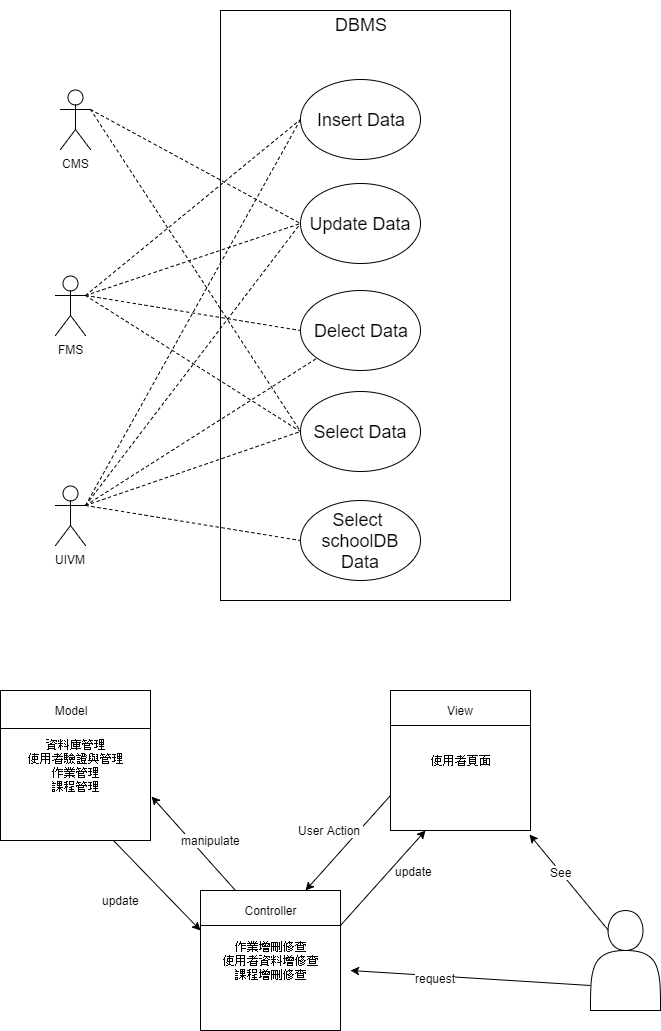 DBMS
Insert Data
CMS
Update Data
Delect Data
FMS
Select Data
Select
schoolDB
Data
UIVM
Model
View
資料庫管理
使用者驗證與管理
作業管理
課程管理
使用者頁面
User Action
manipulate
update
See
update
Controller
作業增刪修查
使用者資料增修查
課程增刪修查
request